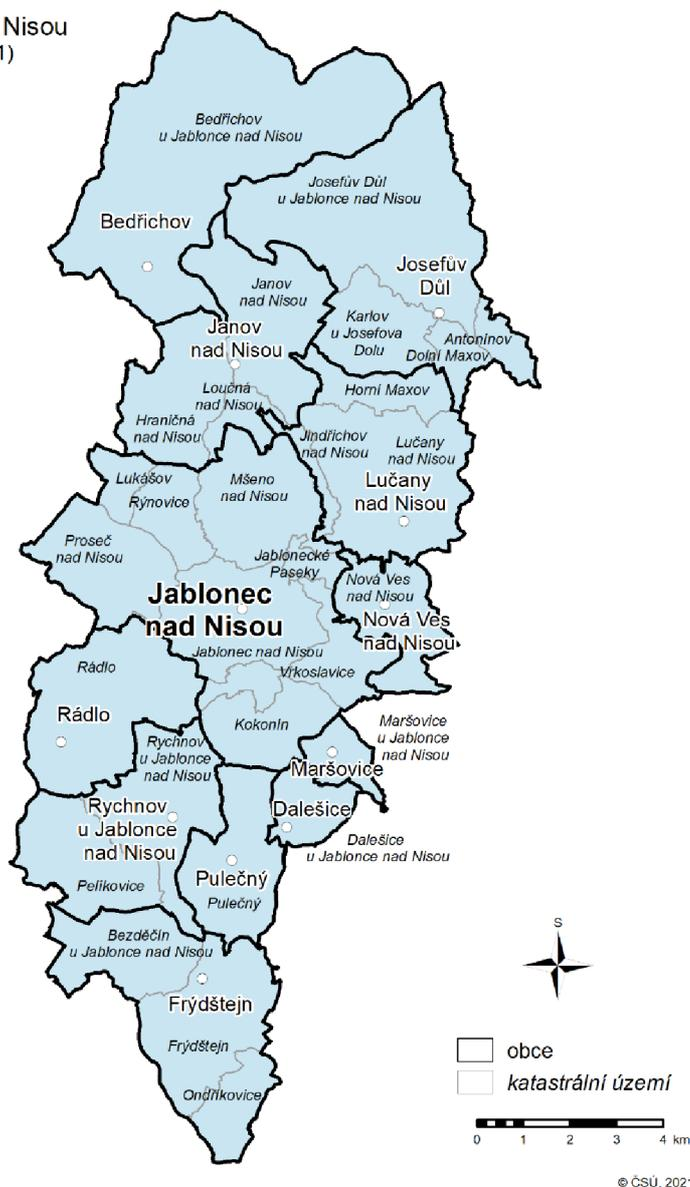 Nisou
1)
Bedřichov
u Jablonce nad Nisou
Josefův Důl
u Jablonce nad Nisou
Bedřichov
Josefův
Důl
Janov
nad Nisou
Karlov
u Josefova
Dolu
Antonínov
Dolní Maxov
Janov
nad Nisou
Loučná
nad Nisou
Horní Maxov
Hraničná
nad Nisou
Jindřichov
nad Nisou
Lučany
nad Nisou
Lučany
nad Nisou
Lukášov
Rýnovice
Mšeno
nad Nisou
Proseč
nad Nisou
Jablonecké
Paseky
Nová Ves
nad Nisou
Jablonec
nad Nisou
Nová Ves
nad Nisou
Jablonec nad Nisou
Vrkoslavice
Rádlo
Rádlo
Kokonín
Maršovice
u Jablonce
nad Nisou
Rychnov
u Jablonce
nad Nisou
Maršovice
Rychnov
u Jablonce
nad Nisou
Dalešice
Dalešice
u Jablonce nad Nisou
Pelíkovice
Pulečný
Pulečný
Bezděčín
u Jablonce nad Nisou
S
Frýdštejn
Frýdštejn
Ondříkovice
obce
katastrální území
0 1 2 3 4 km
© ČSÚ, 2021